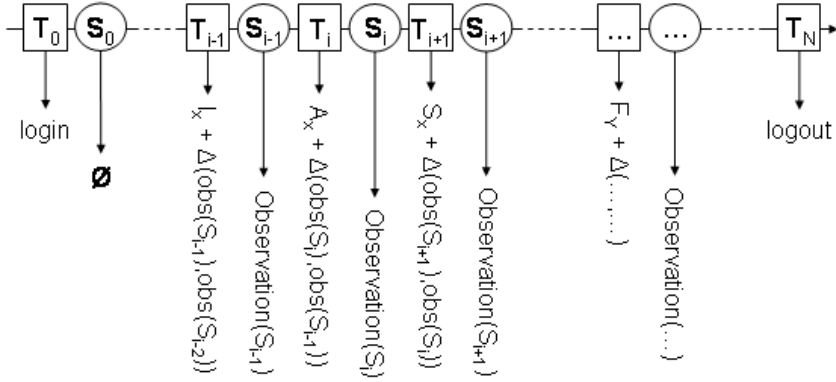 T₀ S₀ Tᵢ₋₁ Sᵢ₋₁ Tᵢ Sᵢ Tᵢ₊₁ Sᵢ₊₁ ... ... T_N
login
Ø
Iₓ + Δ(obs(Sᵢ₋₁),obs(Sᵢ₋₂))
Observation(Sᵢ₋₁)
Aₓ + Δ(obs(Sᵢ),obs(Sᵢ₋₁))
Observation(Sᵢ)
Sₓ + Δ(obs(Sᵢ₊₁),obs(Sᵢ))
Observation(Sᵢ₊₁)
F_Y + Δ(...,...)
Observation(...)
logout